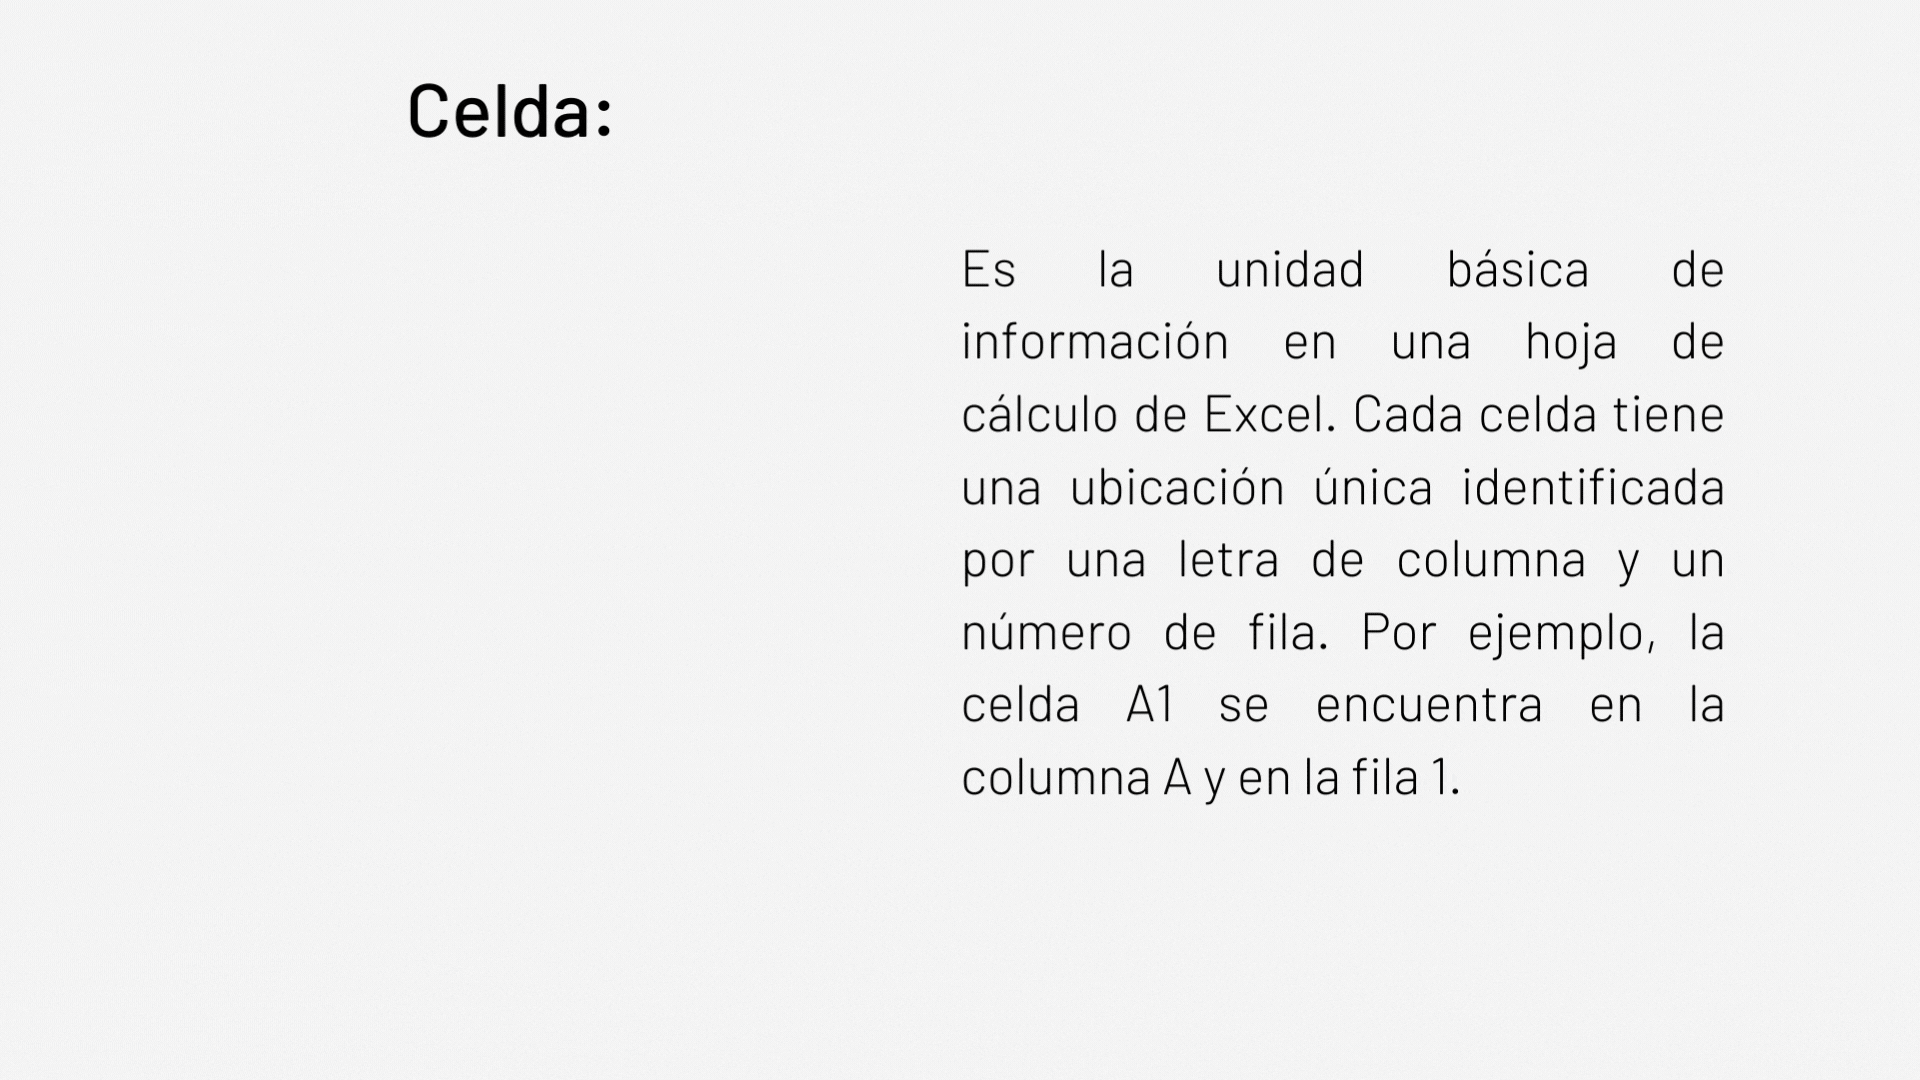 Celda:
Es la unidad básica de
información en una hoja de
cálculo de Excel. Cada celda tiene
una ubicación única identificada
por una letra de columna y un
número de fila. Por ejemplo, la
celda A1 se encuentra en la
columna A y en la fila 1.